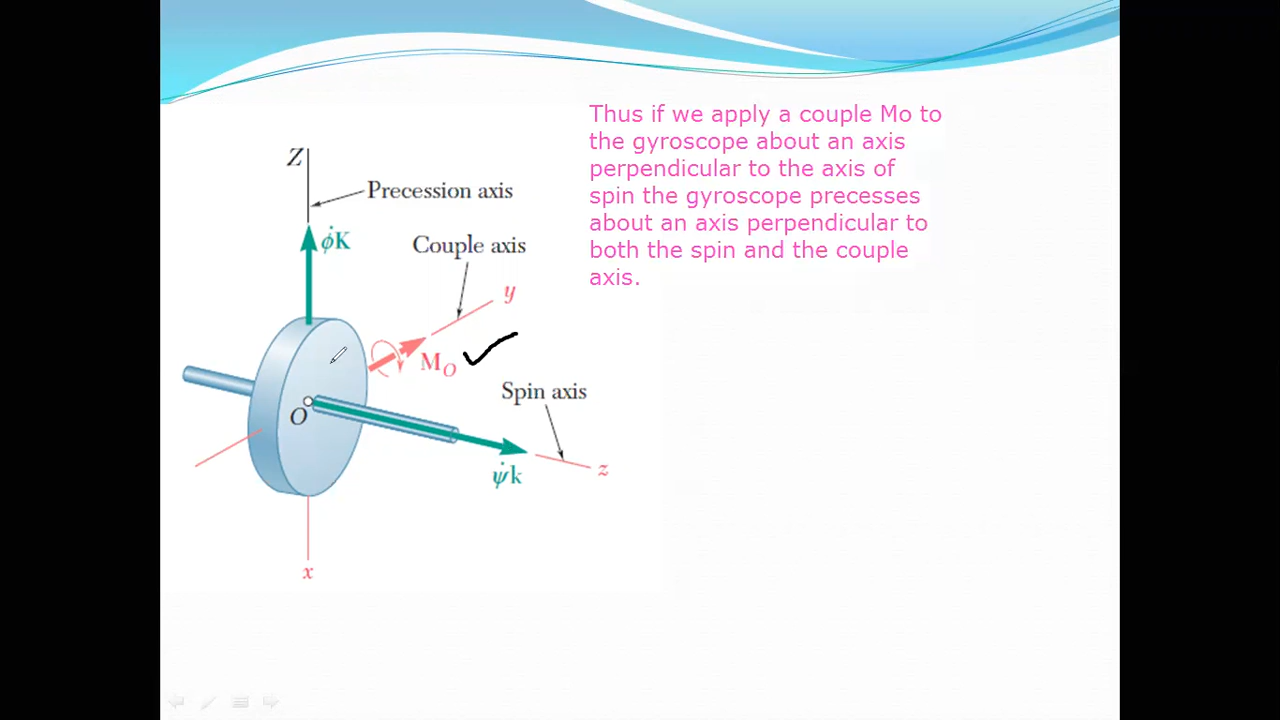 Thus if we apply a couple Mo to
the gyroscope about an axis
perpendicular to the axis of
spin the gyroscope precesses
about an axis perpendicular to
both the spin and the couple
axis.
Z
Precession axis
φ̇K
Couple axis
y
M_O
Spin axis
O
z
ψ̇k
x